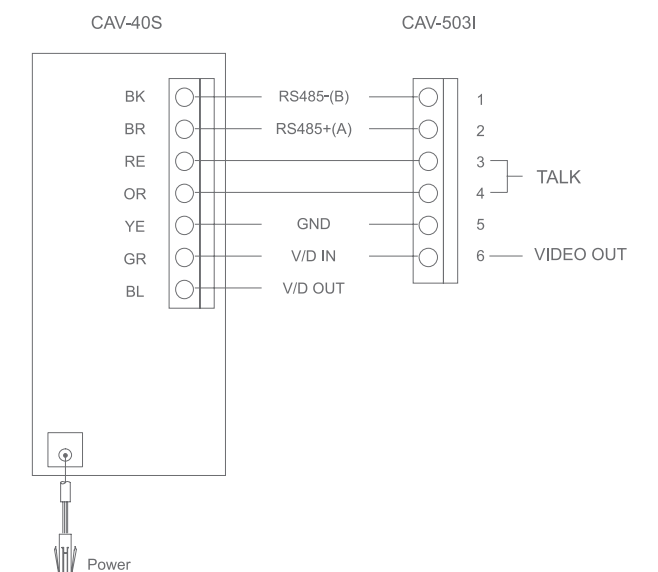 CAV-40S CAV-503I
BK RS485-(B) 1
BR RS485+(A) 2
RE 3
TALK
OR 4
YE GND 5
GR V/D IN 6 VIDEO OUT
BL V/D OUT
Power